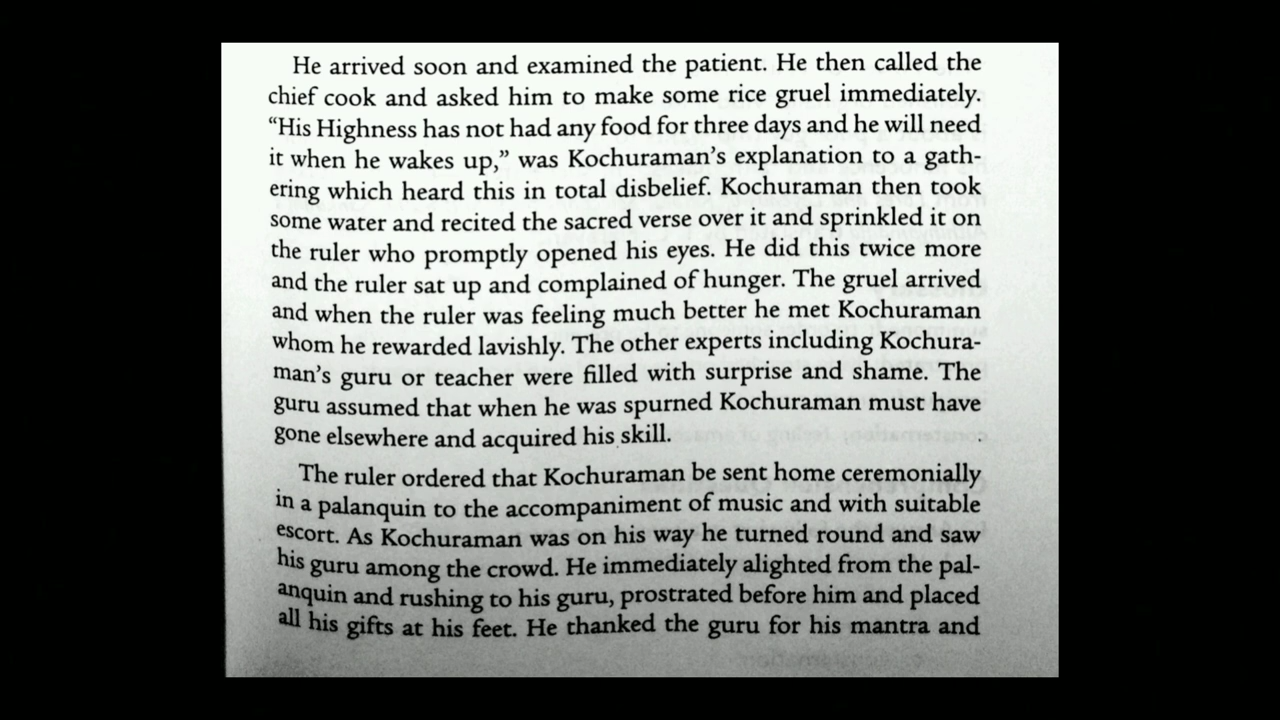 He arrived soon and examined the patient. He then called the
chief cook and asked him to make some rice gruel immediately.
“His Highness has not had any food for three days and he will need
it when he wakes up,” was Kochuraman’s explanation to a gath-
ering which heard this in total disbelief. Kochuraman then took
some water and recited the sacred verse over it and sprinkled it on
the ruler who promptly opened his eyes. He did this twice more
and the ruler sat up and complained of hunger. The gruel arrived
and when the ruler was feeling much better he met Kochuraman
whom he rewarded lavishly. The other experts including Kochura-
man’s guru or teacher were filled with surprise and shame. The
guru assumed that when he was spurned Kochuraman must have
gone elsewhere and acquired his skill.
The ruler ordered that Kochuraman be sent home ceremonially
in a palanquin to the accompaniment of music and with suitable
escort. As Kochuraman was on his way he turned round and saw
his guru among the crowd. He immediately alighted from the pal-
anquin and rushing to his guru, prostrated before him and placed
all his gifts at his feet. He thanked the guru for his mantra and